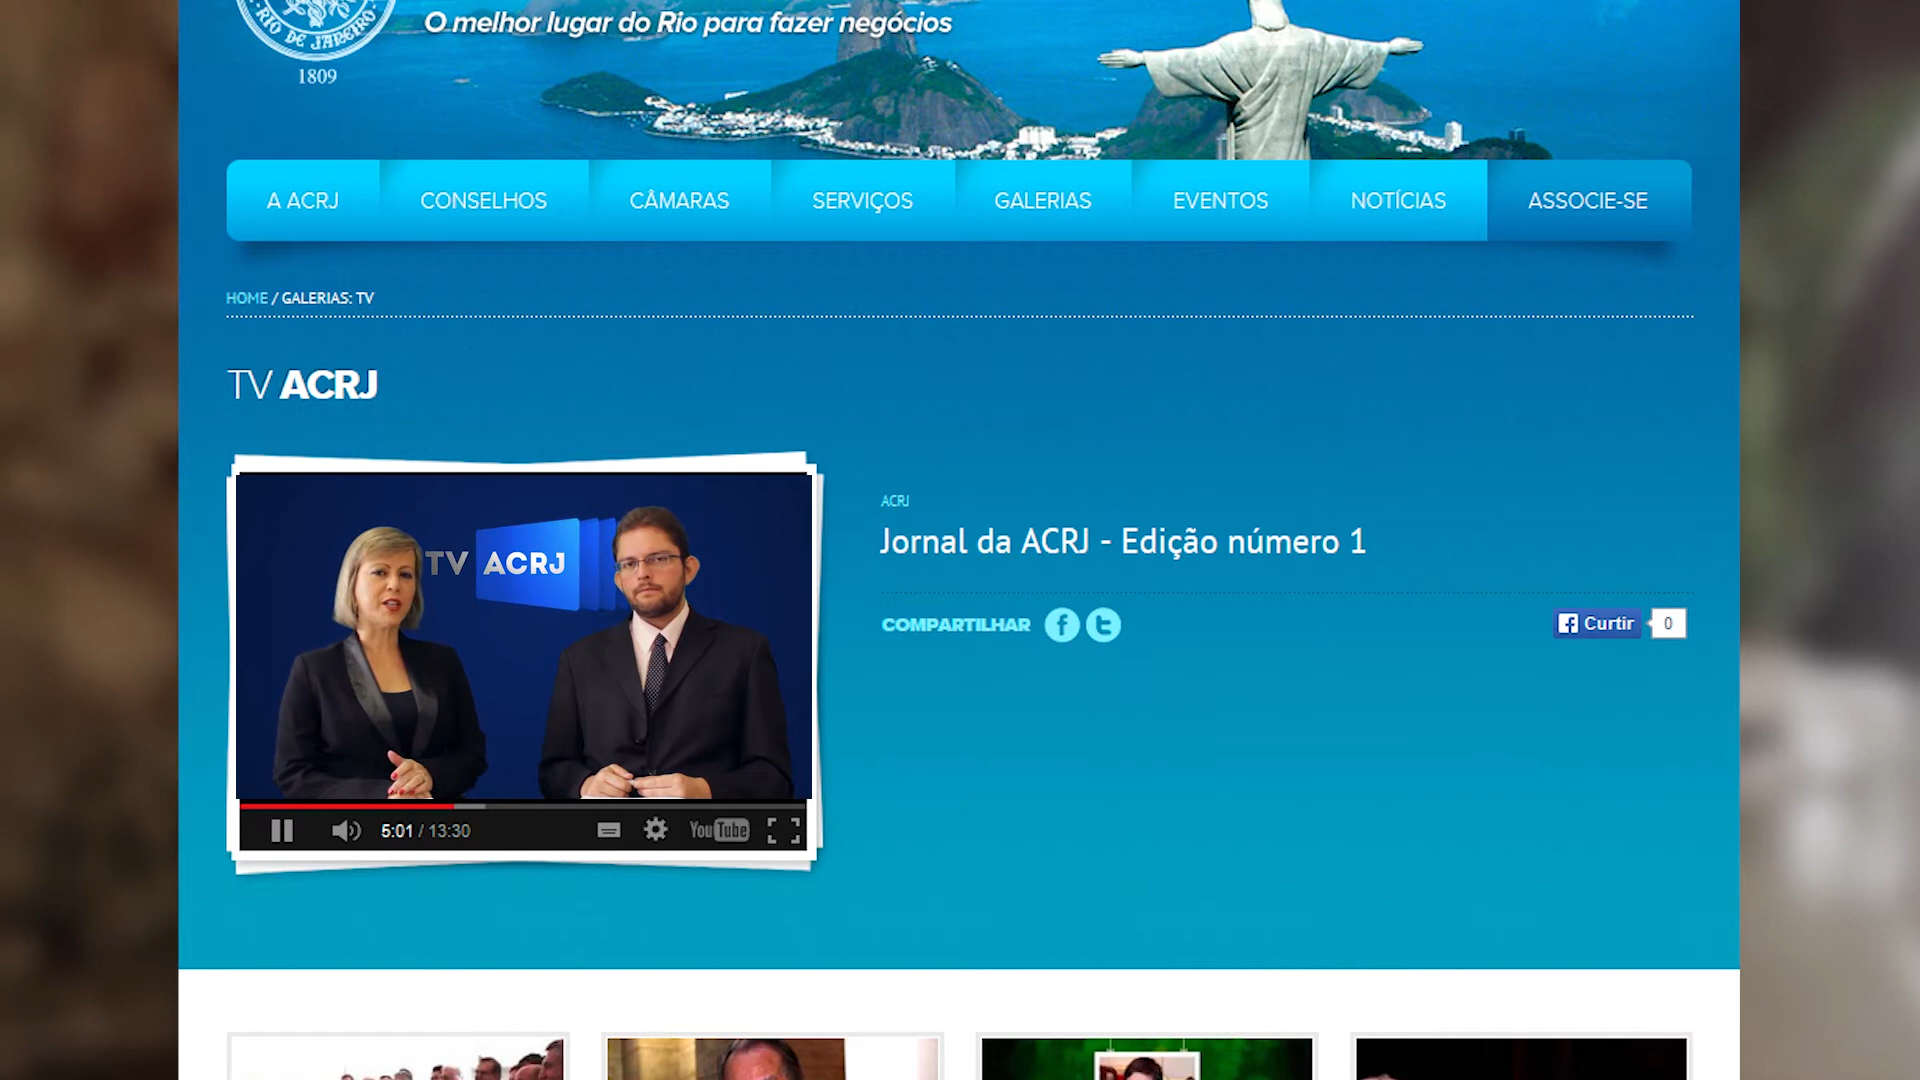 RIO DE JANEIRO
1809
O melhor lugar do Rio para fazer negócios
A ACRJ
CONSELHOS
CÂMARAS
SERVIÇOS
GALERIAS
EVENTOS
NOTÍCIAS
ASSOCIE-SE
HOME / GALERIAS: TV
TV ACRJ
TV ACRJ
5:01 / 13:30
YouTube
ACRJ
Jornal da ACRJ - Edição número 1
COMPARTILHAR
Curtir
0